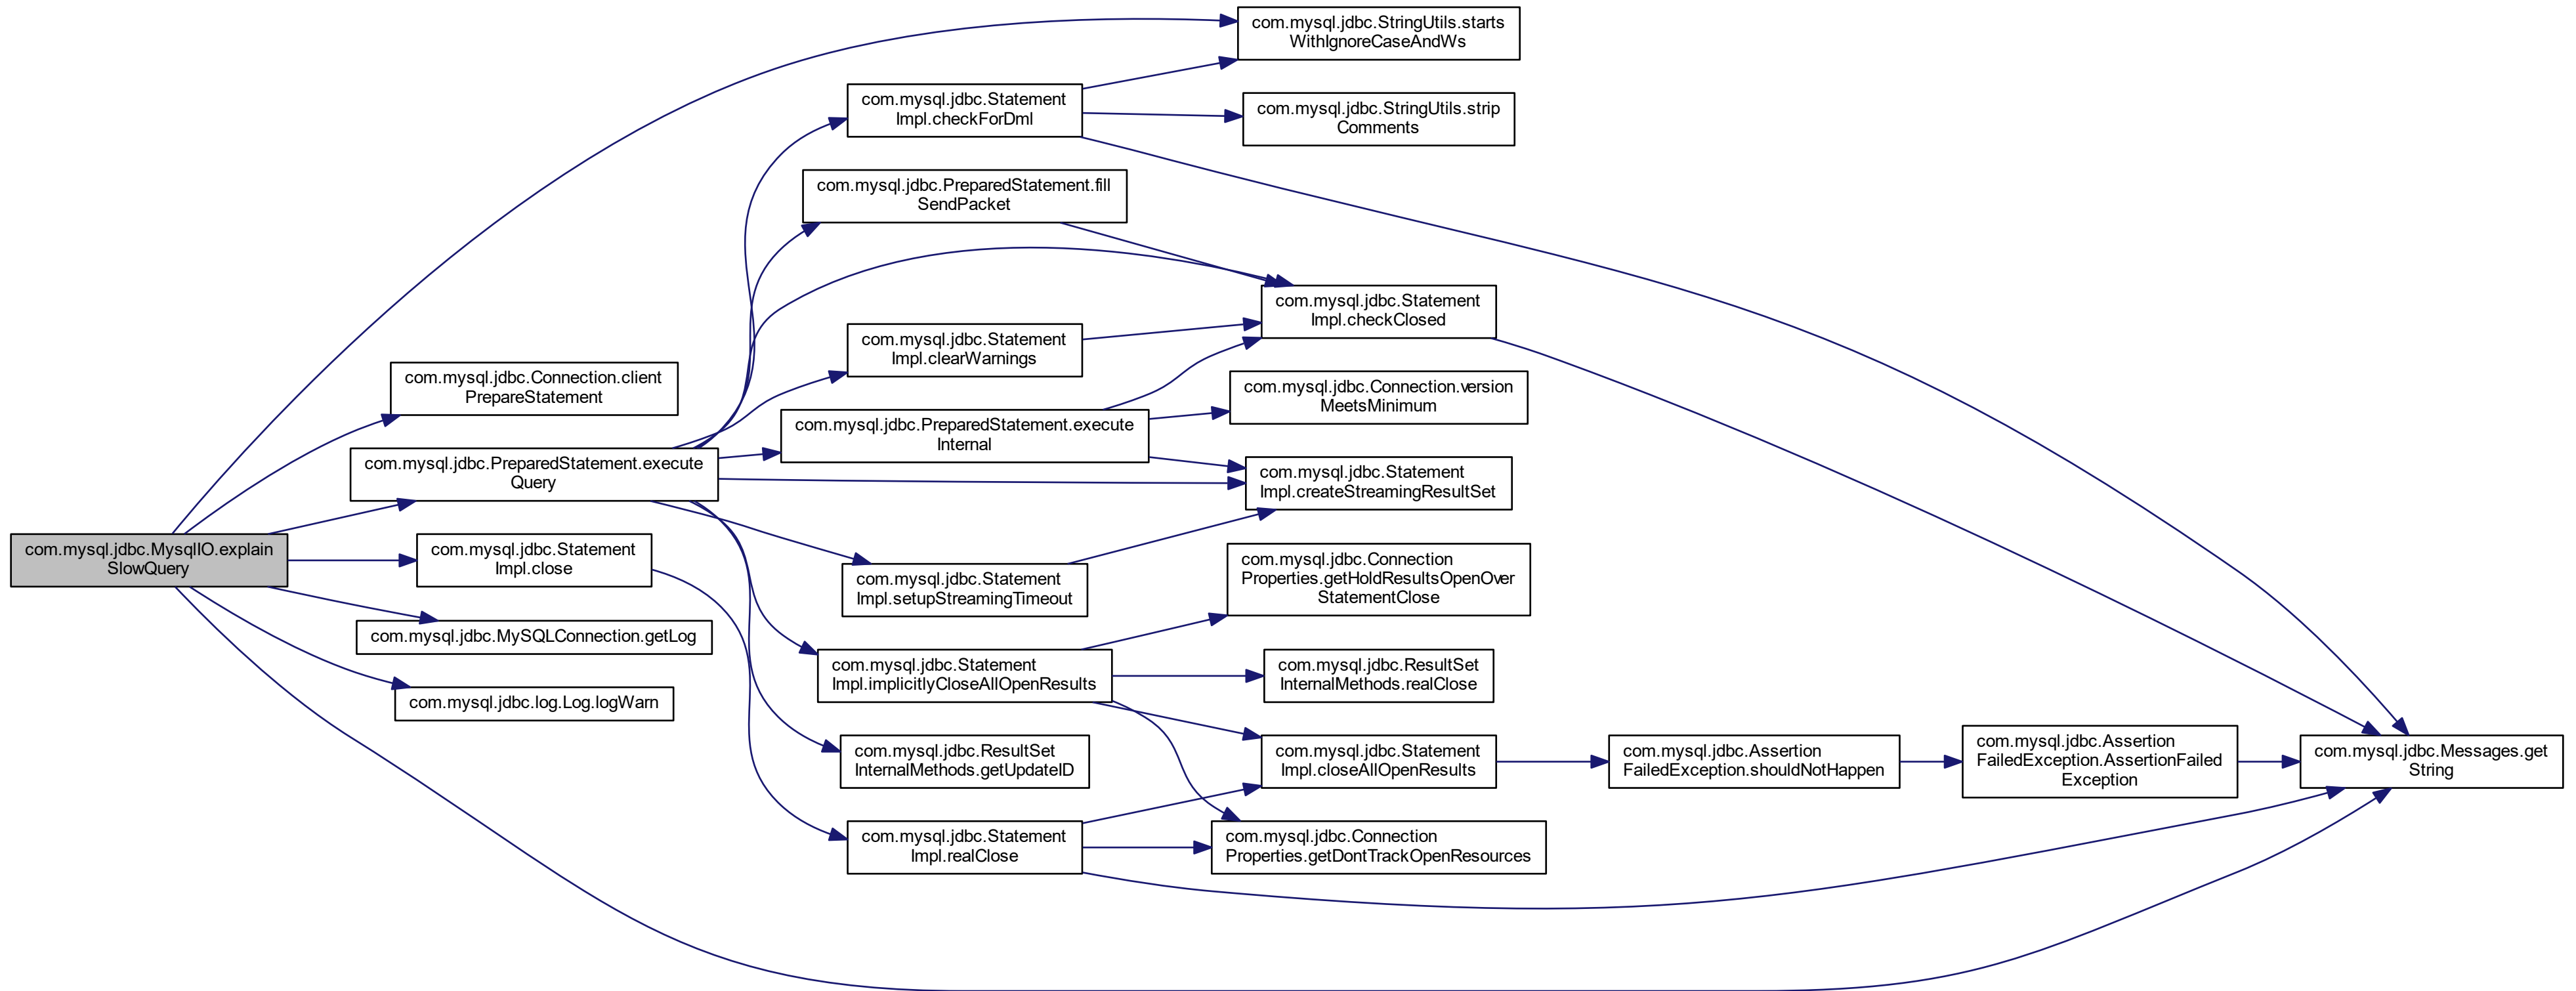 com.mysql.jdbc.StringUtils.starts
WithIgnoreCaseAndWs
com.mysql.jdbc.Statement
Impl.checkForDml
com.mysql.jdbc.StringUtils.strip
Comments
com.mysql.jdbc.PreparedStatement.fill
SendPacket
com.mysql.jdbc.Statement
Impl.checkClosed
com.mysql.jdbc.Statement
Impl.clearWarnings
com.mysql.jdbc.Connection.client
PrepareStatement
com.mysql.jdbc.Connection.version
MeetsMinimum
com.mysql.jdbc.PreparedStatement.execute
Internal
com.mysql.jdbc.PreparedStatement.execute
Query
com.mysql.jdbc.Statement
Impl.createStreamingResultSet
com.mysql.jdbc.MysqlIO.explain
SlowQuery
com.mysql.jdbc.Statement
Impl.close
com.mysql.jdbc.Statement
Impl.setupStreamingTimeout
com.mysql.jdbc.Connection
Properties.getHoldResultsOpenOver
StatementClose
com.mysql.jdbc.MySQLConnection.getLog
com.mysql.jdbc.Statement
Impl.implicitlyCloseAllOpenResults
com.mysql.jdbc.ResultSet
InternalMethods.realClose
com.mysql.jdbc.log.Log.logWarn
com.mysql.jdbc.ResultSet
InternalMethods.getUpdateID
com.mysql.jdbc.Statement
Impl.closeAllOpenResults
com.mysql.jdbc.Assertion
FailedException.shouldNotHappen
com.mysql.jdbc.Assertion
FailedException.AssertionFailed
Exception
com.mysql.jdbc.Messages.get
String
com.mysql.jdbc.Statement
Impl.realClose
com.mysql.jdbc.Connection
Properties.getDontTrackOpenResources